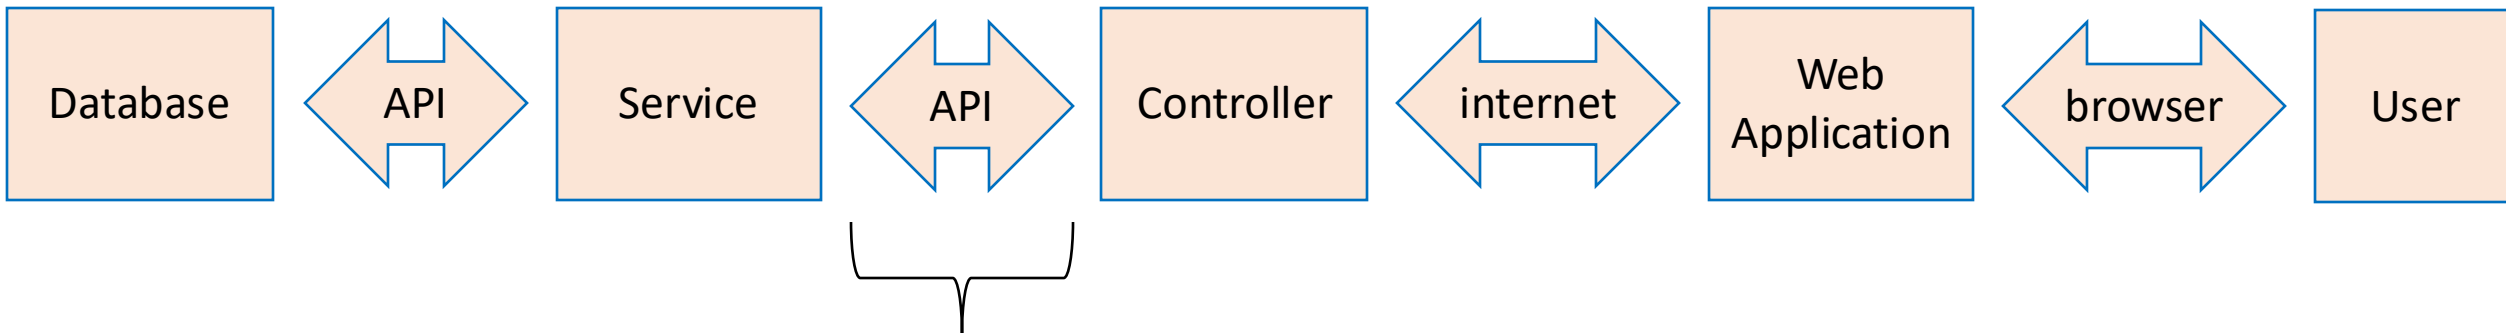 Database
API
Service
API
Controller
internet
Web
Application
browser
User